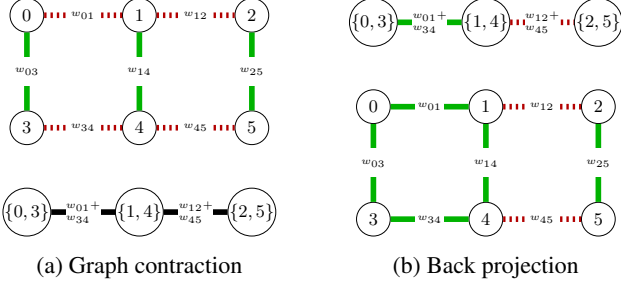 0 w₀₁ 1 w₁₂ 2
w₀₃ w₁₄ w₂₅
3 w₃₄ 4 w₄₅ 5
{0, 3} w₀₁+ w₃₄ {1, 4} w₁₂+ w₄₅ {2, 5}
(a) Graph contraction
{0, 3} w₀₁+ w₃₄ {1, 4} w₁₂+ w₄₅ {2, 5}
0 w₀₁ 1 w₁₂ 2
w₀₃ w₁₄ w₂₅
3 w₃₄ 4 w₄₅ 5
(b) Back projection